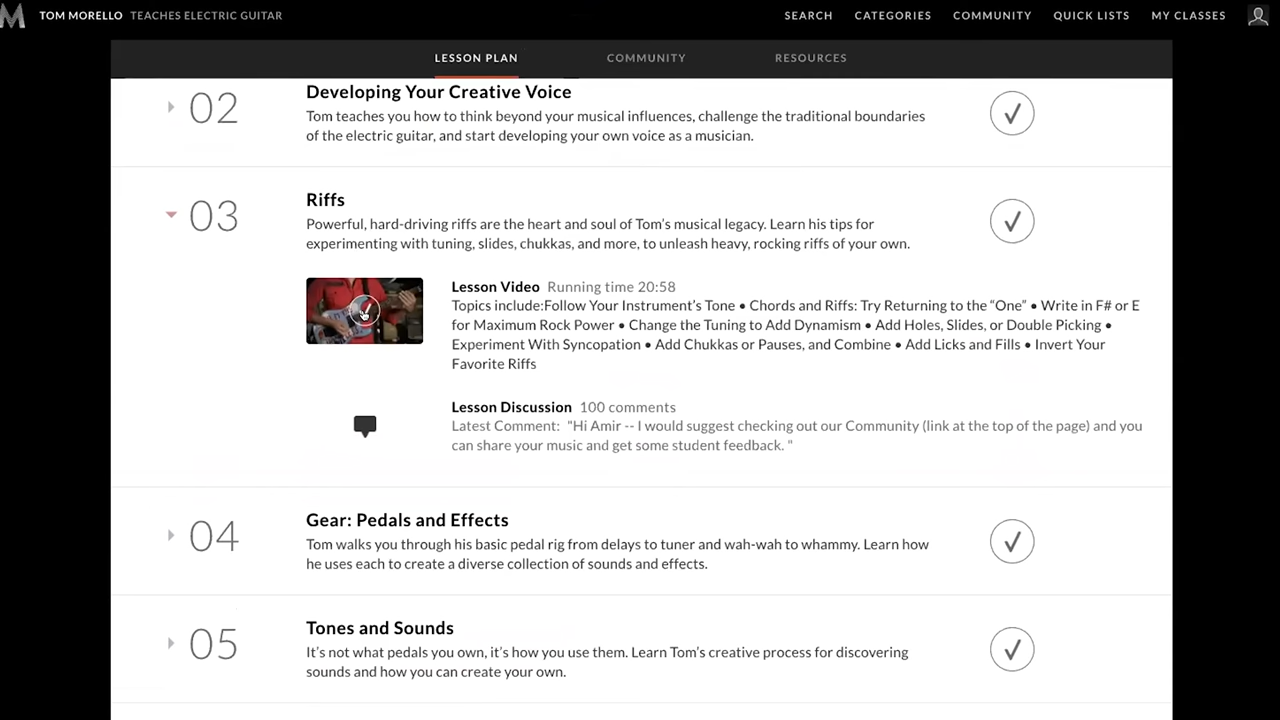 TOM MORELLO TEACHES ELECTRIC GUITAR
SEARCH CATEGORIES COMMUNITY QUICK LISTS MY CLASSES
LESSON PLAN COMMUNITY RESOURCES
02
Developing Your Creative Voice
Tom teaches you how to think beyond your musical influences, challenge the traditional boundaries
of the electric guitar, and start developing your own voice as a musician.
03
Riffs
Powerful, hard-driving riffs are the heart and soul of Tom's musical legacy. Learn his tips for
experimenting with tuning, slides, chukkas, and more, to unleash heavy, rocking riffs of your own.
Lesson Video Running time 20:58
Topics include:Follow Your Instrument's Tone • Chords and Riffs: Try Returning to the “One” • Write in F# or E
for Maximum Rock Power • Change the Tuning to Add Dynamism • Add Holes, Slides, or Double Picking •
Experiment With Syncopation • Add Chukkas or Pauses, and Combine • Add Licks and Fills • Invert Your
Favorite Riffs
Lesson Discussion 100 comments
Latest Comment: "Hi Amir -- I would suggest checking out our Community (link at the top of the page) and you
can share your music and get some student feedback. "
04
Gear: Pedals and Effects
Tom walks you through his basic pedal rig from delays to tuner and wah-wah to whammy. Learn how
he uses each to create a diverse collection of sounds and effects.
05
Tones and Sounds
It's not what pedals you own, it's how you use them. Learn Tom's creative process for discovering
sounds and how you can create your own.